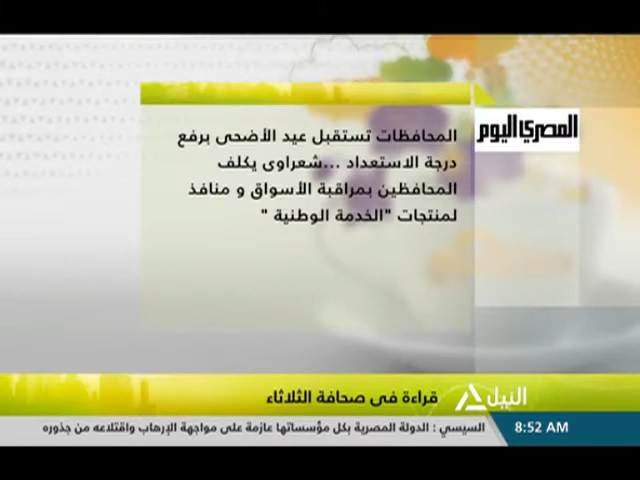 المصري اليوم
المحافظات تستقبل عيد الأضحى برفع
درجة الاستعداد ...شعراوى يكلف
المحافظين بمراقبة الأسواق و منافذ
لمنتجات "الخدمة الوطنية "
قراءة فى صحافة الثلاثاء
النيل
السيسي : الدولة المصرية بكل مؤسساتها عازمة على مواجهة الإرهاب واقتلاعه من جذوره
8:52 AM